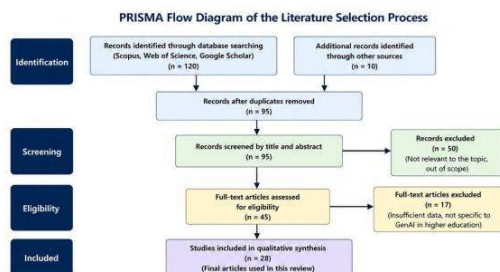 PRISMA Flow Diagram of the Literature Selection Process
Identification
Records identified through database searching
(Scopus, Web of Science, Google Scholar)
(n = 120)
Additional records identified
through other sources
(n = 10)
Records after duplicates removed
(n = 95)
Screening
Records screened by title and abstract
(n = 95)
Records excluded
(n = 50)
(Not relevant to the topic,
out of scope)
Eligibility
Full-text articles assessed
for eligibility
(n = 45)
Full-text articles excluded
(n = 17)
(Insufficient data, not specific to
GenAI in higher education)
Included
Studies included in qualitative synthesis
(n = 28)
(Final articles used in this review)